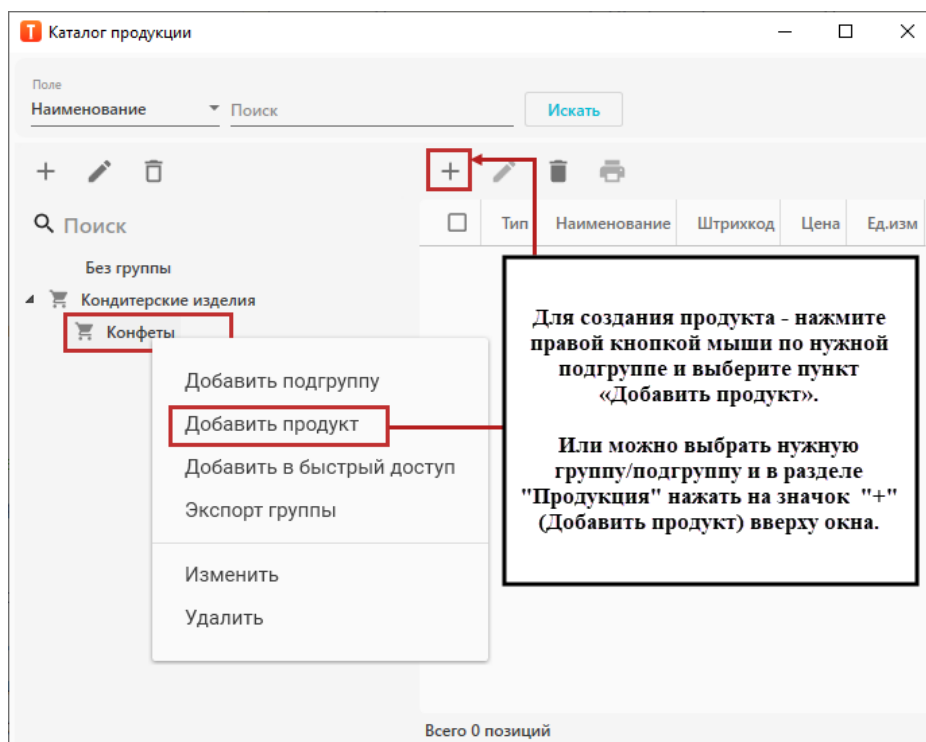 T Каталог продукции
Поле
Наименование Поиск Искать
Поиск
Тип Наименование Штрихкод Цена Ед.изм
Без группы
Кондитерские изделия
Конфеты
Добавить подгруппу
Добавить продукт
Добавить в быстрый доступ
Экспорт группы
Изменить
Удалить
Для создания продукта - нажмите
правой кнопкой мыши по нужной
подгруппе и выберите пункт
«Добавить продукт».
Или можно выбрать нужную
группу/подгруппу и в разделе
"Продукция" нажать на значок "+"
(Добавить продукт) вверху окна.
Всего 0 позиций